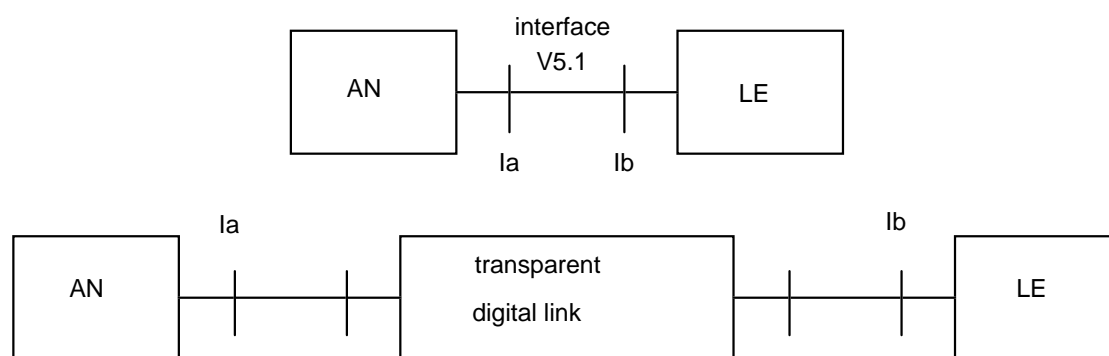 interface
V5.1
AN
LE
Ia
Ib
Ia
Ib
AN
transparent
digital link
LE